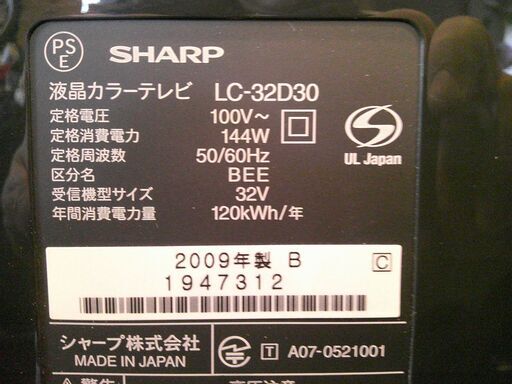 PS
E
SHARP
液晶カラーテレビ LC-32D30
定格電圧 100V～
定格消費電力 144W
定格周波数 50/60Hz
区分名 BEE
受信機型サイズ 32V
年間消費電力量 120kWh/年
S
UL Japan
2009年製 B
C
1947312
シャープ株式会社
MADE IN JAPAN
T A07-0521001